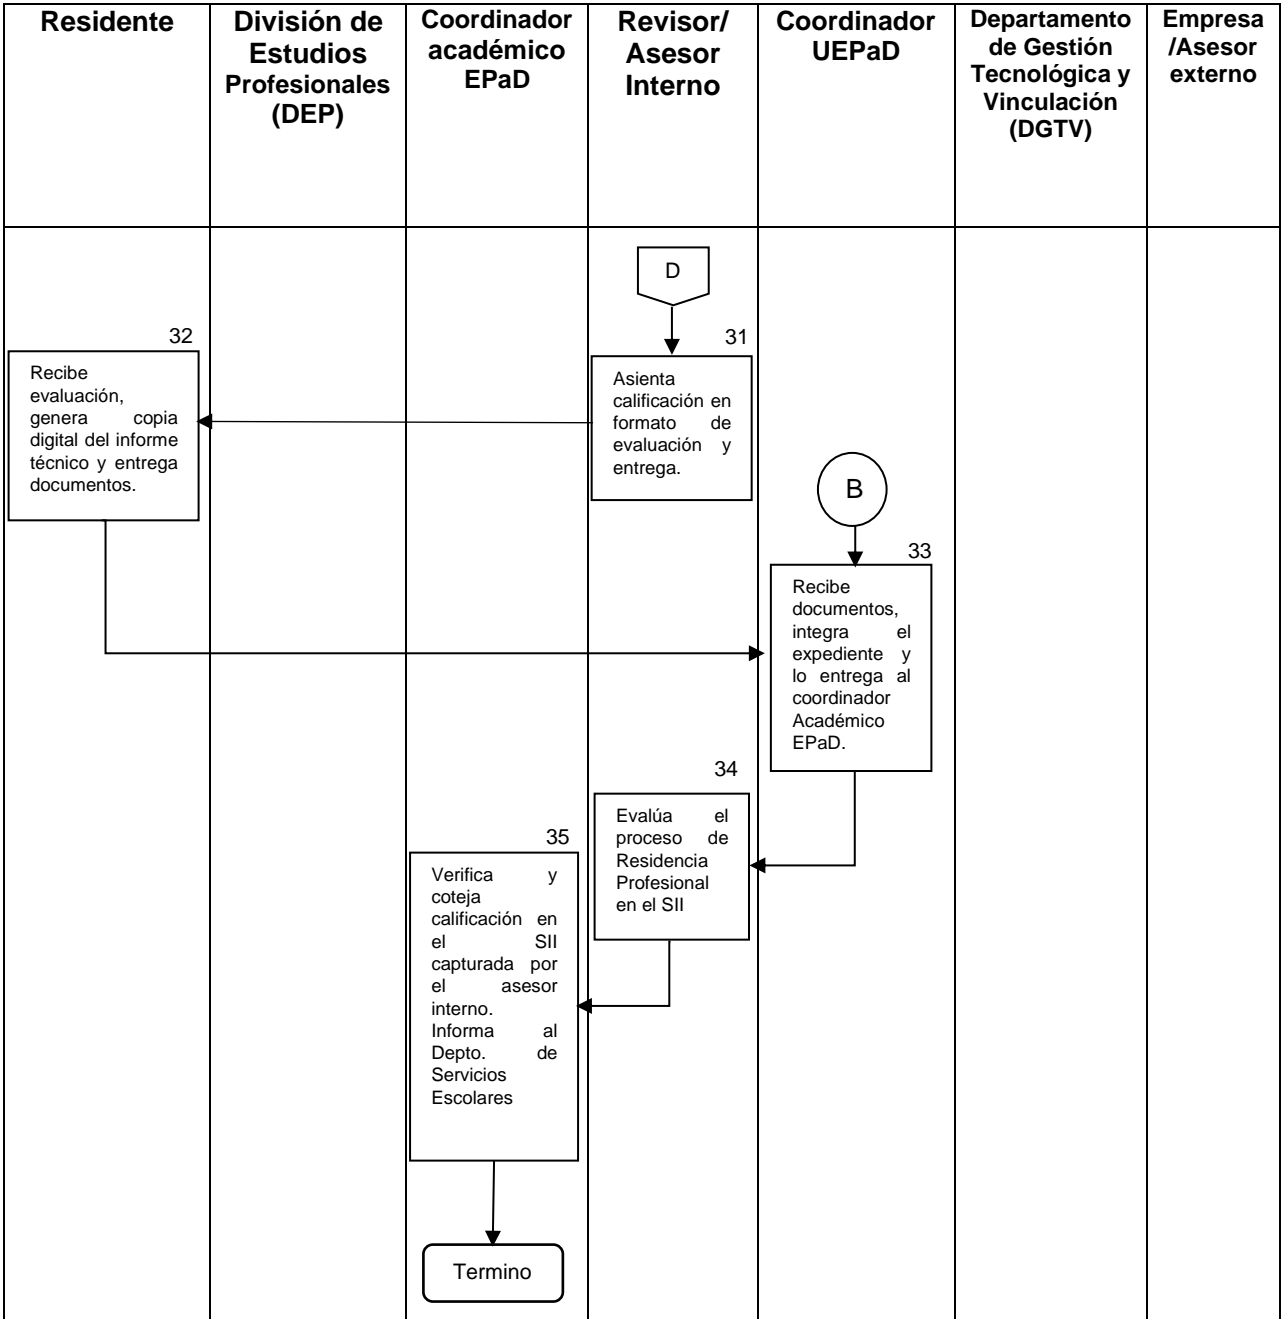 Residente
División de
Estudios
Profesionales
(DEP)
Coordinador
académico
EPaD
Revisor/
Asesor
Interno
Coordinador
UEPaD
Departamento
de Gestión
Tecnológica y
Vinculación
(DGTV)
Empresa
/Asesor
externo
D
31
Asienta
calificación en
formato de
evaluación y
entrega.
32
Recibe
evaluación,
genera copia
digital del informe
técnico y entrega
documentos.
B
33
Recibe
documentos,
integra el
expediente y
lo entrega al
coordinador
Académico
EPaD.
34
Evalúa el
proceso de
Residencia
Profesional
en el SII
35
Verifica y
coteja
calificación en
el SII
capturada por
el asesor
interno.
Informa al
Depto. de
Servicios
Escolares
Termino